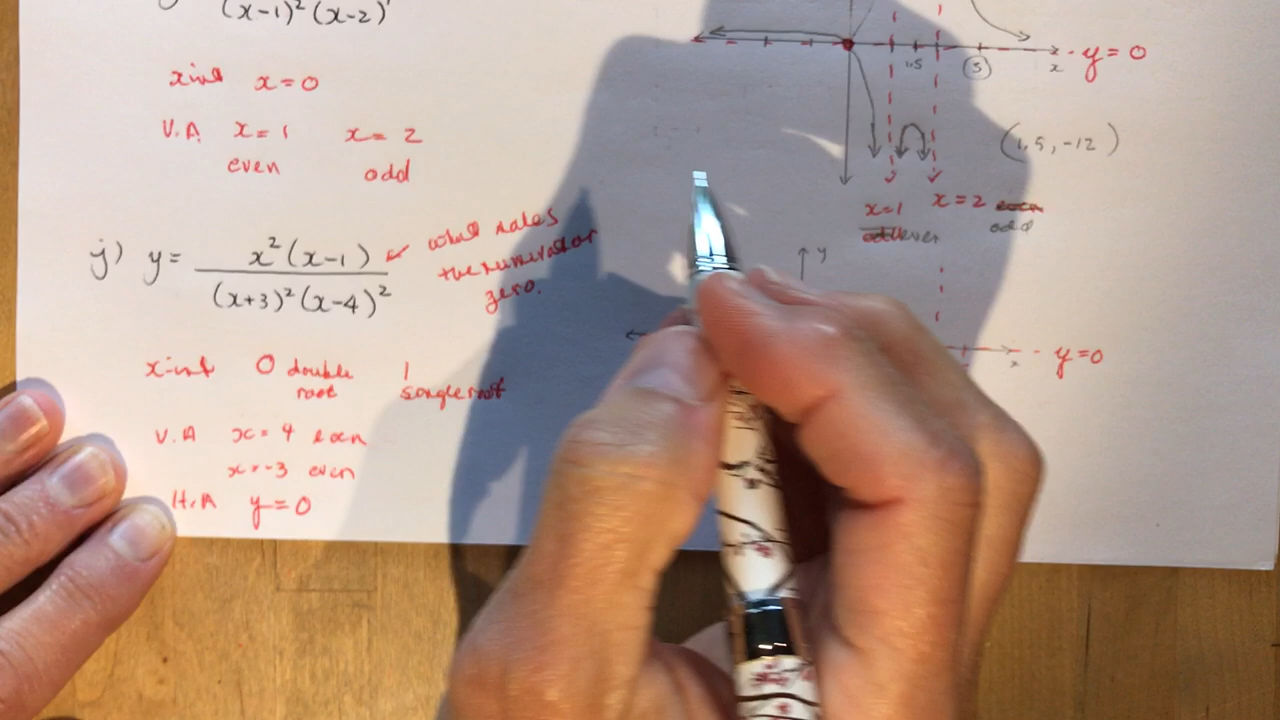 (x-1)² (x-2)'
x int x=0
V.A. x=1 x=2
even odd
j) y= x² (x-1)
(x+3)² (x-4)²
what makes
the numerator
zero.
x-int 0 double root 1 single root
V.A x=4 even
x=-3 even
H.A y=0
1.5 3 x y=0
(1.5, -12)
x=1 x=2
even odd
y
x y=0